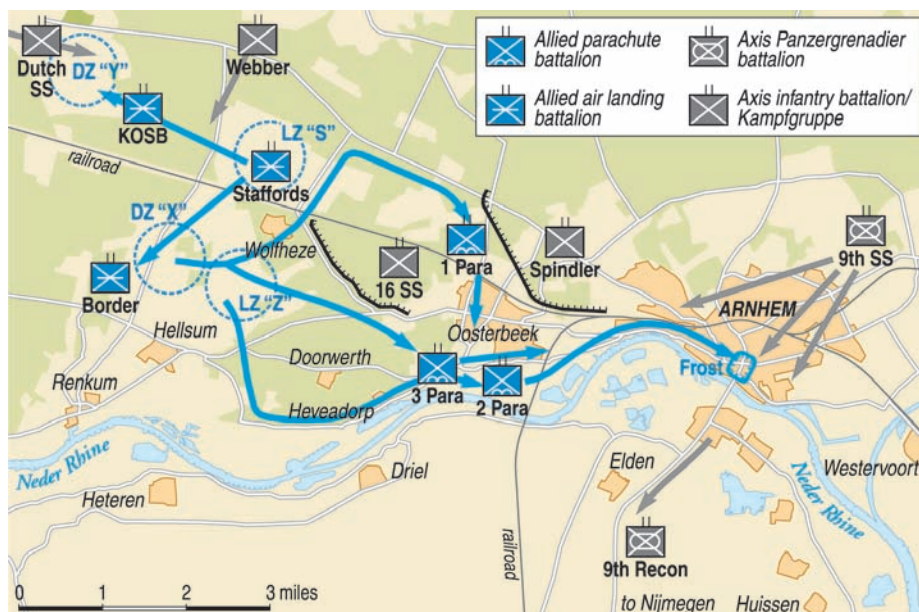 Dutch
SS
DZ "Y"
Webber
KOSB
railroad
LZ "S"
Staffords
DZ "X"
Wolfheze
LZ "Z"
Border
16 SS
1 Para
Spindler
9th SS
ARNHEM
Hellsum
Doorwerth
Oosterbeek
Renkum
Heveadorp
3 Para
2 Para
Frost
Neder Rhine
Heteren
Driel
Elden
railroad
Neder Rhine
Westervoort
9th Recon
to Nijmegen
Huissen
0 1 2 3 miles
Allied parachute
battalion
Allied air landing
battalion
Axis Panzergrenadier
battalion
Axis infantry battalion/
Kampfgruppe